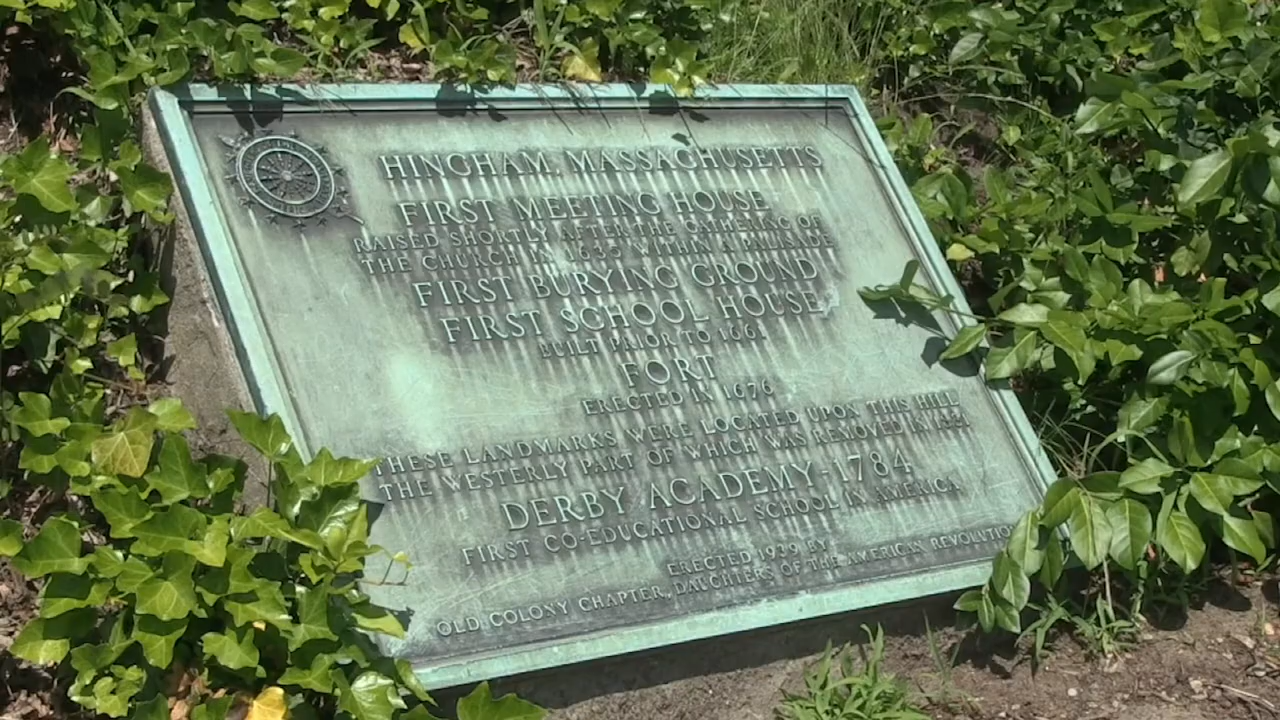 HINGHAM, MASSACHUSETTS
FIRST MEETING HOUSE
RAISED SHORTLY AFTER THE GATHERING OF
THE CHURCH IN 1635 WITHIN A PALISADE
FIRST BURYING GROUND
FIRST SCHOOL HOUSE
BUILT PRIOR TO 1661
FORT
ERECTED IN 1676
THESE LANDMARKS WERE LOCATED UPON THIS HILL
THE WESTERLY PART OF WHICH WAS REMOVED IN
DERBY ACADEMY - 1784
FIRST CO-EDUCATIONAL SCHOOL IN AMERICA
ERECTED 1939 BY
OLD COLONY CHAPTER, DAUGHTERS OF THE AMERICAN REVOLUTION